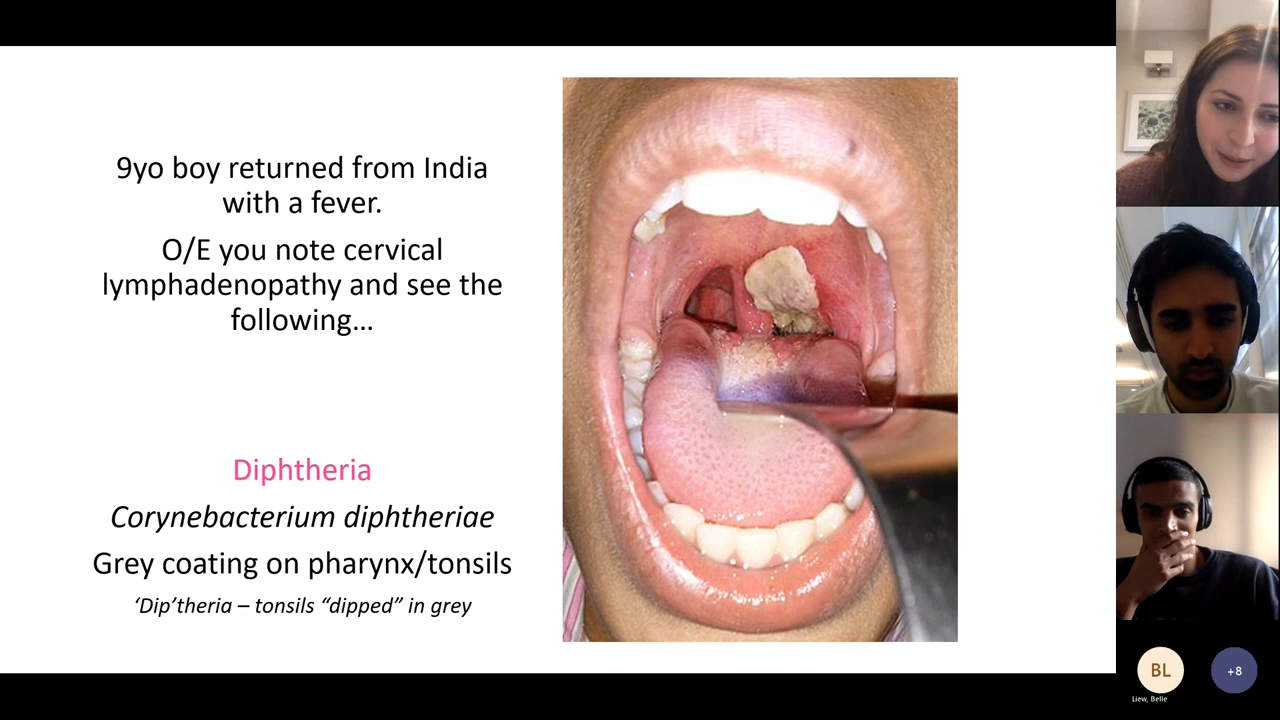 9yo boy returned from India
with a fever.
O/E you note cervical
lymphadenopathy and see the
following...
Diphtheria
Corynebacterium diphtheriae
Grey coating on pharynx/tonsils
‘Dip’theria – tonsils “dipped” in grey
BL
+8
Liew, Belle